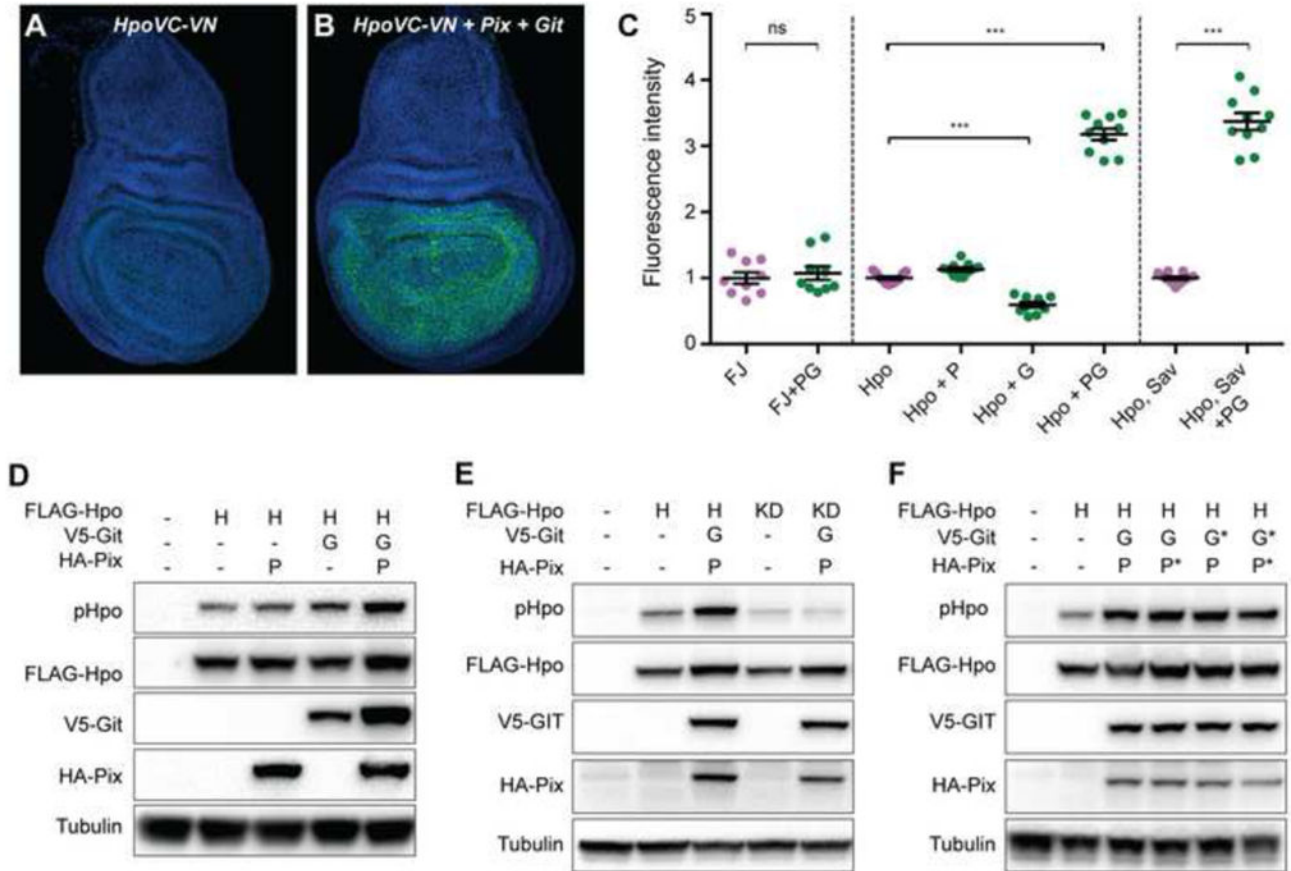 A HpoVC-VN
B HpoVC-VN + Pix + Git
C
Fluorescence intensity
5
4
3
2
1
0
ns
***
***
***
FJ
FJ+PG
Hpo
Hpo + P
Hpo + G
Hpo + PG
Hpo, Sav
Hpo, Sav
+PG
D
FLAG-Hpo - H H H H
V5-Git - - - G G
HA-Pix - - P - P
pHpo
FLAG-Hpo
V5-Git
HA-Pix
Tubulin
E
FLAG-Hpo - H H KD KD
V5-Git - - G - G
HA-Pix - - P - P
pHpo
FLAG-Hpo
V5-GIT
HA-Pix
Tubulin
F
FLAG-Hpo - H H H H H
V5-Git - - G G G* G*
HA-Pix - - P P* P P*
pHpo
FLAG-Hpo
V5-GIT
HA-Pix
Tubulin